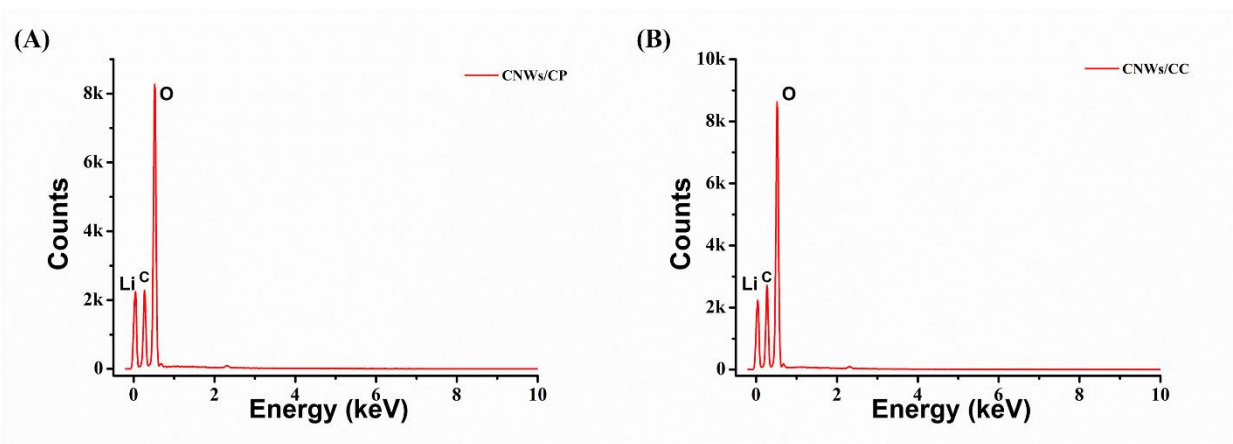 (A)
CNWs/CP
8k
6k
4k
2k
0
Counts
Li
C
O
0
2
4
6
8
10
Energy (keV)
(B)
CNWs/CC
10k
8k
6k
4k
2k
0
Counts
Li
C
O
0
2
4
6
8
10
Energy (keV)